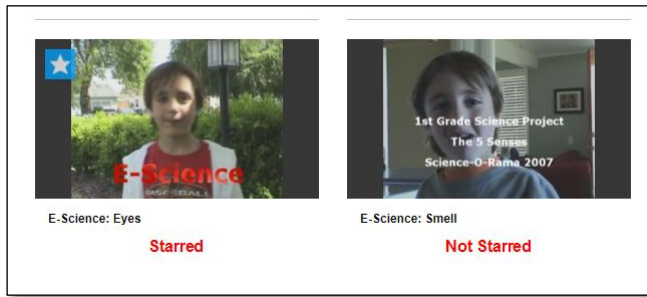 E-Science
BASEBALL
1st Grade Science Project
The 5 Senses
Science-O-Rama 2007
E-Science: Eyes
E-Science: Smell
Starred
Not Starred